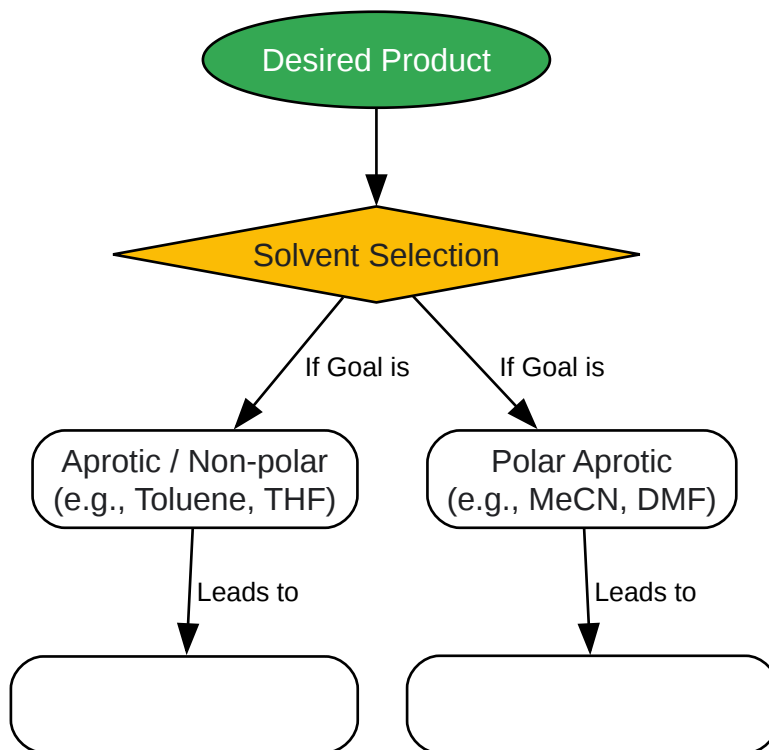 Desired Product
Solvent Selection
If Goal is
If Goal is
Aprotic / Non-polar
(e.g., Toluene, THF)
Polar Aprotic
(e.g., MeCN, DMF)
Leads to
Leads to